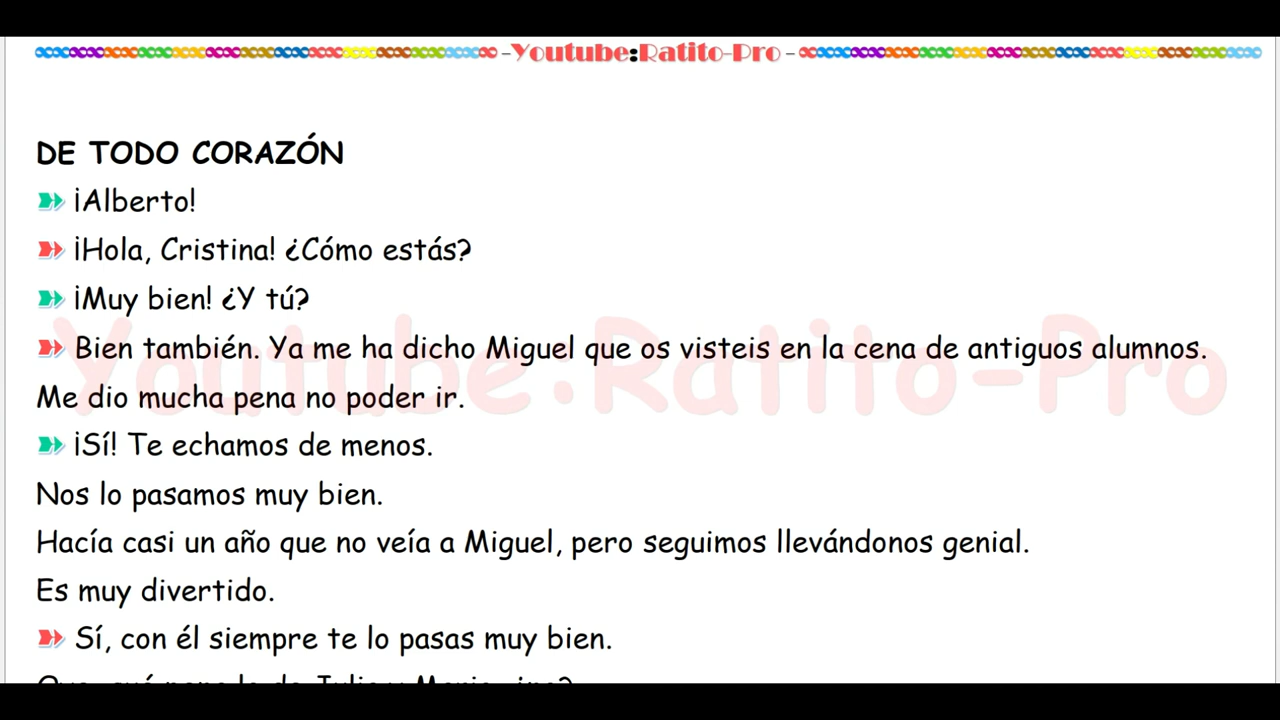 -Youtube:Ratito-Pro-
DE TODO CORAZÓN
¡Alberto!
¡Hola, Cristina! ¿Cómo estás?
¡Muy bien! ¿Y tú?
Bien también. Ya me ha dicho Miguel que os visteis en la cena de antiguos alumnos.
Me dio mucha pena no poder ir.
¡Sí! Te echamos de menos.
Nos lo pasamos muy bien.
Hacía casi un año que no veía a Miguel, pero seguimos llevándonos genial.
Es muy divertido.
Sí, con él siempre te lo pasas muy bien.
Youtube:Ratito-Pro